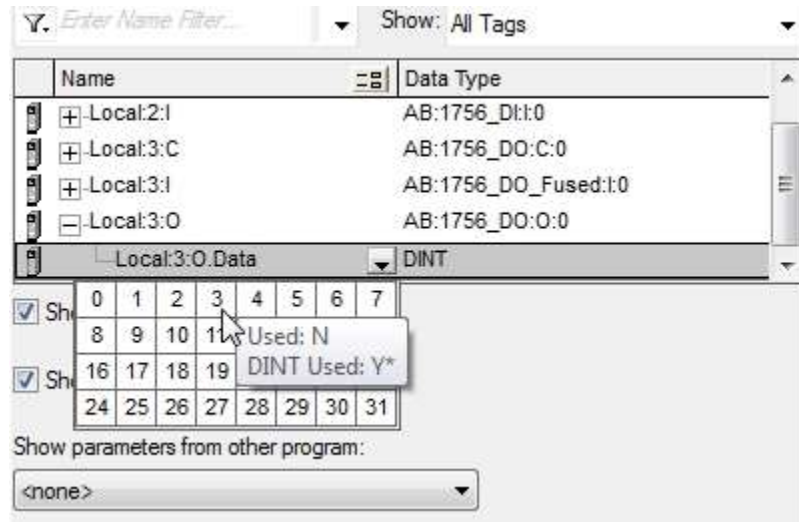 Enter Name Filter... Show: All Tags
Name Data Type
Local:2:I AB:1756_DI:I:0
Local:3:C AB:1756_DO:C:0
Local:3:I AB:1756_DO_Fused:I:0
Local:3:O AB:1756_DO:O:0
Local:3:O.Data DINT
Sh 0 1 2 3 4 5 6 7
8 9 10 11 Used: N
Sh 16 17 18 19 DINT Used: Y*
24 25 26 27 28 29 30 31
Show parameters from other program:
<none>